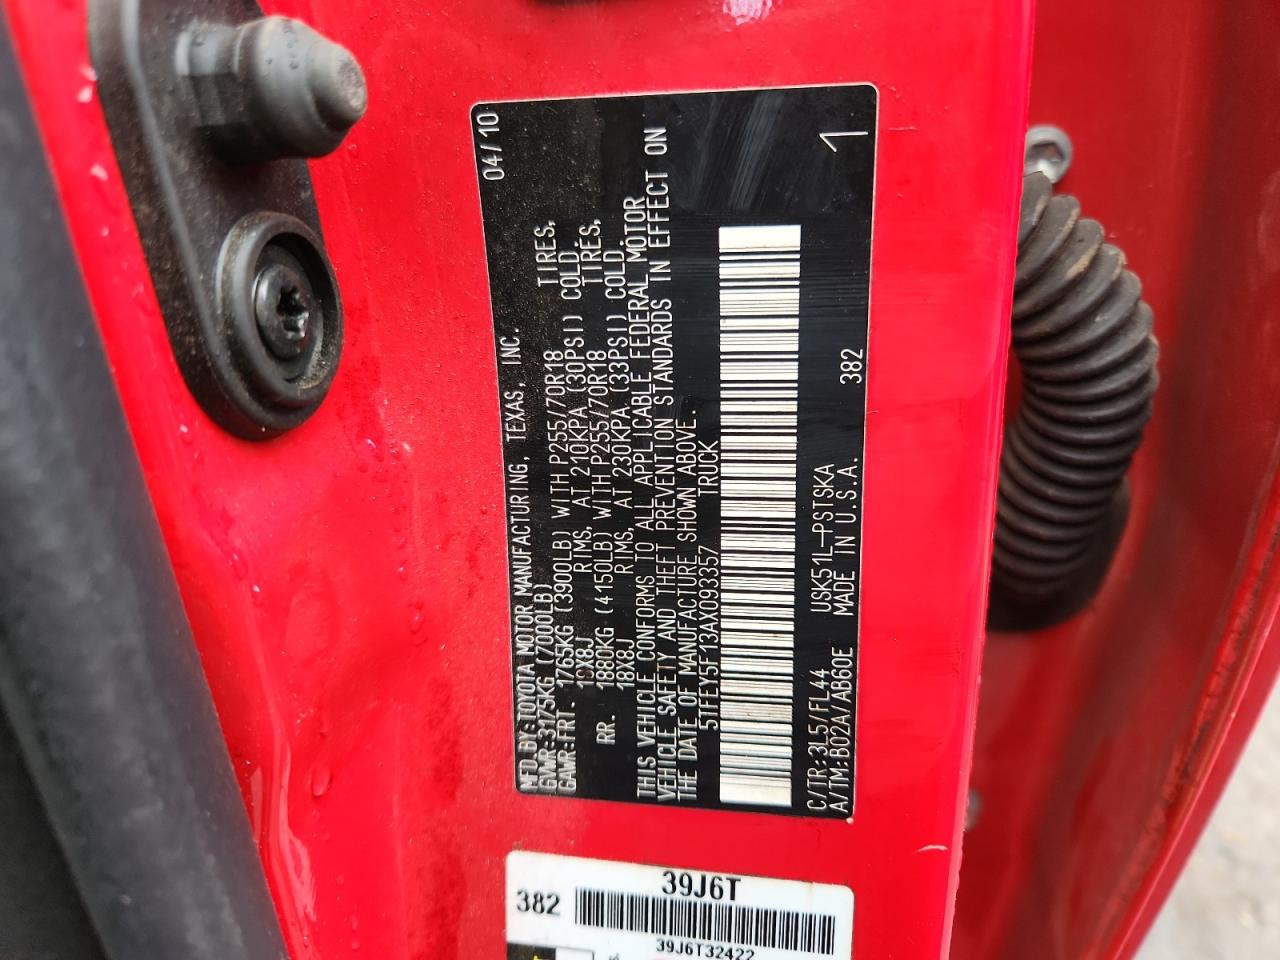 MFD. BY: TOYOTA MOTOR MANUFACTURING, TEXAS, INC. 04/10
GVWR: 3175KG (7000LB)
GAWR: FRT. 1765KG (3900LB) WITH P255/70R18 TIRES,
18X8J RIMS, AT 210KPA (30PSI) COLD.
RR. 1880KG (4150LB) WITH P255/70R18 TIRES,
18X8J RIMS, AT 230KPA (33PSI) COLD.
THIS VEHICLE CONFORMS TO ALL APPLICABLE FEDERAL MOTOR
VEHICLE SAFETY AND THEFT PREVENTION STANDARDS IN EFFECT ON
THE DATE OF MANUFACTURE SHOWN ABOVE.
5TFEY5F13AX093357 TRUCK
C/TR: 3L5/FL44 USK51L-PSTSKA 382
A/TM: B02A/AB60E MADE IN U.S.A.
1
39J6T
382
39J6T32422